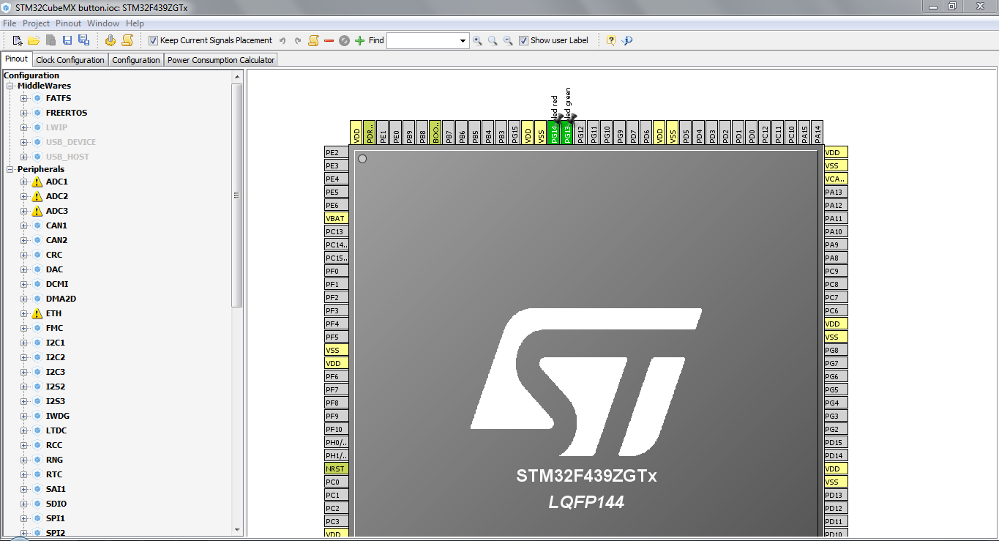 STM32CubeMX button.ioc: STM32F439ZGTx
File Project Pinout Window Help
Keep Current Signals Placement Find Show user Label
Pinout Clock Configuration Configuration Power Consumption Calculator
Configuration
MiddleWares
FATFS
FREERTOS
LWIP
USB_DEVICE
USB_HOST
Peripherals
ADC1
ADC2
ADC3
CAN1
CAN2
CRC
DAC
DCMI
DMA2D
ETH
FMC
I2C1
I2C2
I2C3
I2S2
I2S3
IWDG
LTDC
RCC
RNG
RTC
SAI1
SDIO
SPI1
SPI2
led red
led green
VDD
PDR..
PE1
PE0
PB9
PB8
BOO..
PB7
PB6
PB5
PB4
PB3
PG15
VDD
VSS
PG14
PG13
PG12
PG11
PG10
PG9
PD7
PD6
VDD
VSS
PD5
PD4
PD3
PD2
PD1
PD0
PC12
PC11
PC10
PA15
PA14
PE2
PE3
PE4
PE5
PE6
VBAT
PC13
PC14..
PC15..
PF0
PF1
PF2
PF3
PF4
PF5
VSS
VDD
PF6
PF7
PF8
PF9
PF10
PH0/..
PH1/..
NRST
PC0
PC1
PC2
PC3
VDD
STM32F439ZGTx
LQFP144
VDD
VSS
VCA..
PA13
PA12
PA11
PA10
PA9
PA8
PC9
PC8
PC7
PC6
VDD
VSS
PG8
PG7
PG6
PG5
PG4
PG3
PG2
PD15
PD14
VDD
VSS
PD13
PD12
PD11
PD10